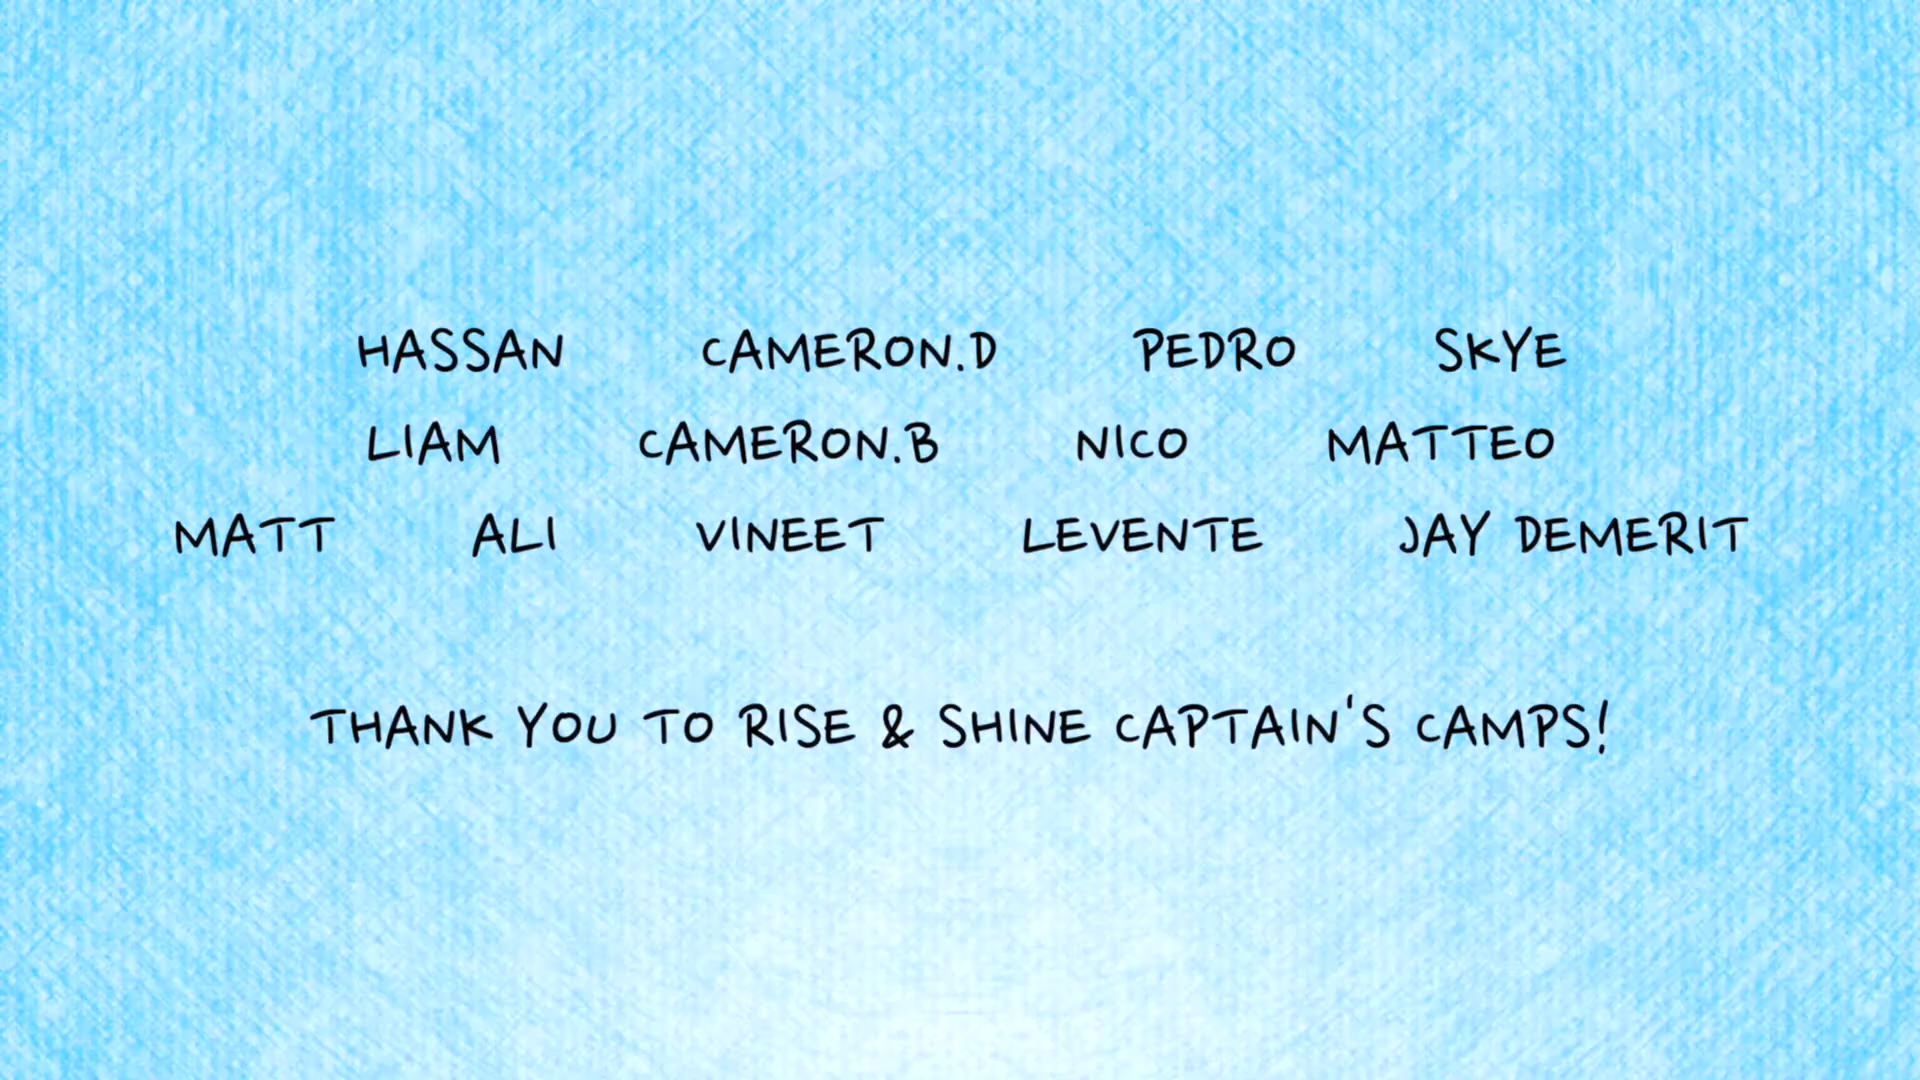 HASSAN CAMERON.D PEDRO SKYE
LIAM CAMERON.B NICO MATTEO
MATT ALI VINEET LEVENTE JAY DEMERIT
THANK YOU TO RISE & SHINE CAPTAIN'S CAMPS!